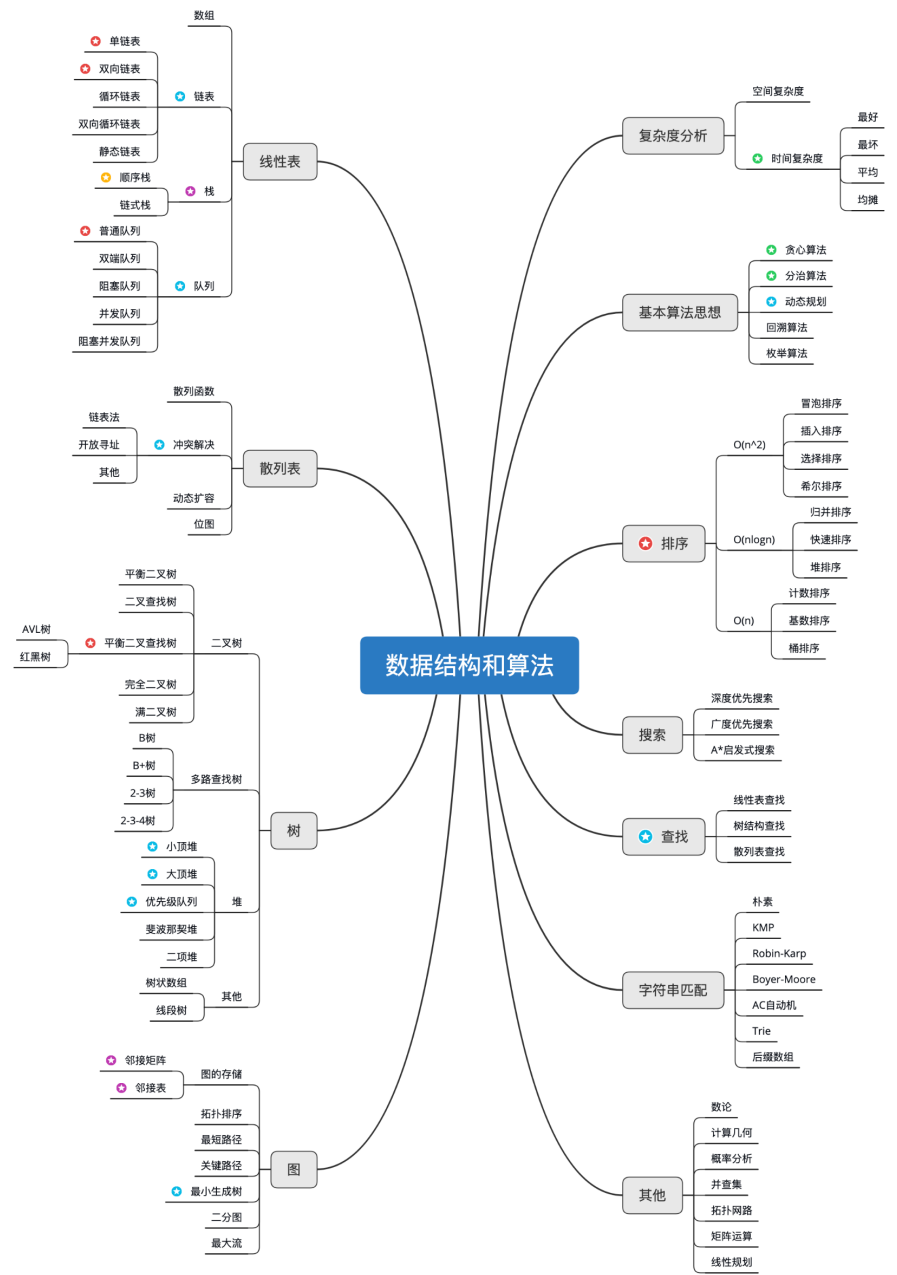 数据结构和算法
线性表
数组
链表
单链表
双向链表
循环链表
双向循环链表
静态链表
栈
顺序栈
链式栈
队列
普通队列
双端队列
阻塞队列
并发队列
阻塞并发队列
散列表
散列函数
冲突解决
链表法
开放寻址
其他
动态扩容
位图
树
二叉树
平衡二叉树
二叉查找树
平衡二叉查找树
AVL树
红黑树
完全二叉树
满二叉树
多路查找树
B树
B+树
2-3树
2-3-4树
堆
小顶堆
大顶堆
优先级队列
斐波那契堆
二项堆
其他
树状数组
线段树
图
图的存储
邻接矩阵
邻接表
拓扑排序
最短路径
关键路径
最小生成树
二分图
最大流
复杂度分析
空间复杂度
时间复杂度
最好
最坏
平均
均摊
基本算法思想
贪心算法
分治算法
动态规划
回溯算法
枚举算法
排序
O(n^2)
冒泡排序
插入排序
选择排序
希尔排序
O(nlogn)
归并排序
快速排序
堆排序
O(n)
计数排序
基数排序
桶排序
搜索
深度优先搜索
广度优先搜索
A*启发式搜索
查找
线性表查找
树结构查找
散列表查找
字符串匹配
朴素
KMP
Robin-Karp
Boyer-Moore
AC自动机
Trie
后缀数组
其他
数论
计算几何
概率分析
并查集
拓扑网路
矩阵运算
线性规划